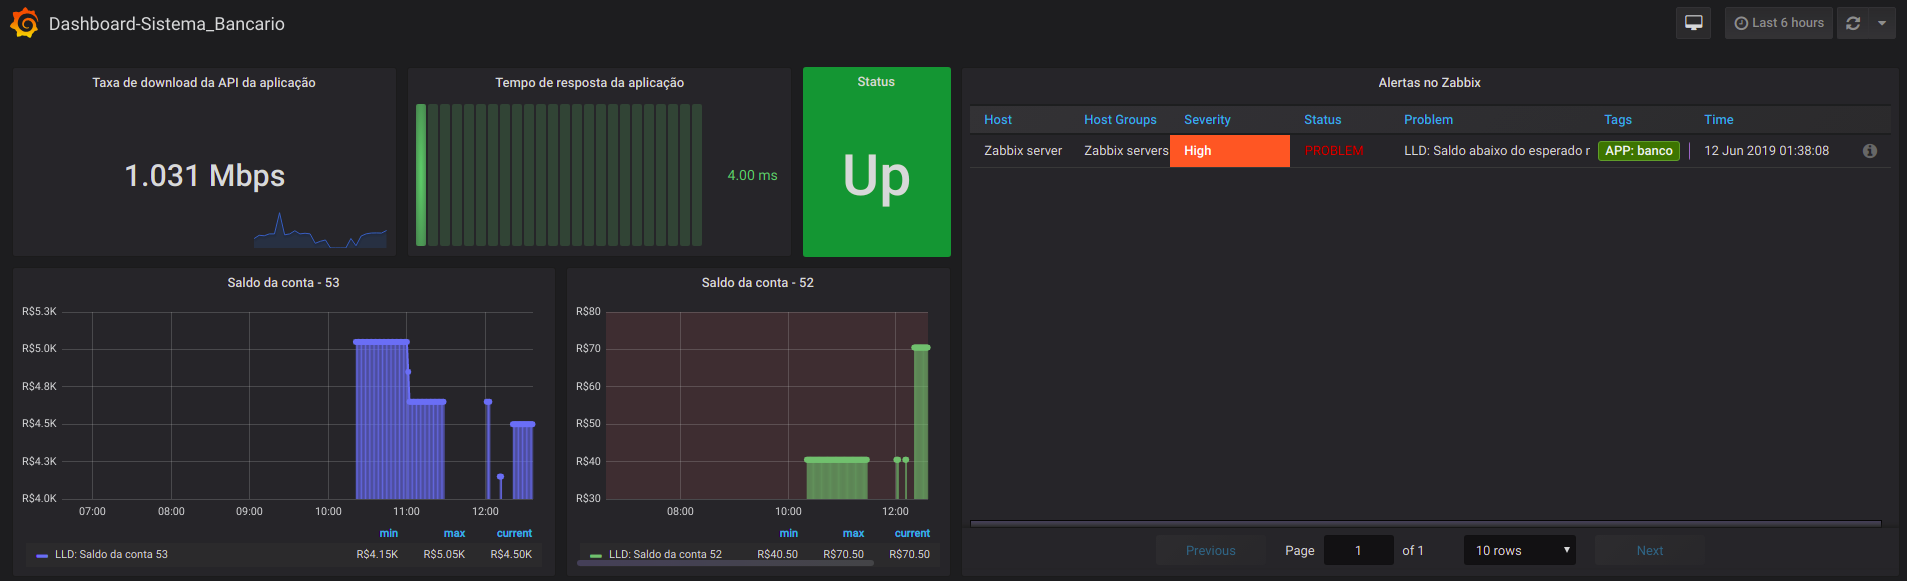 Dashboard-Sistema_Bancario
Last 6 hours
Taxa de download da API da aplicação
1.031 Mbps
Tempo de resposta da aplicação
4.00 ms
Status
Up
Alertas no Zabbix
Host Host Groups Severity Status Problem Tags Time
Zabbix server Zabbix servers High PROBLEM LLD: Saldo abaixo do esperado r APP: banco 12 Jun 2019 01:38:08
Saldo da conta - 53
R$5.3K
R$5.0K
R$4.8K
R$4.5K
R$4.3K
R$4.0K
07:00 08:00 09:00 10:00 11:00 12:00
min max current
LLD: Saldo da conta 53 R$4.15K R$5.05K R$4.50K
Saldo da conta - 52
R$80
R$70
R$60
R$50
R$40
R$30
08:00 10:00 12:00
min max current
LLD: Saldo da conta 52 R$40.50 R$70.50 R$70.50
Previous Page 1 of 1 10 rows Next